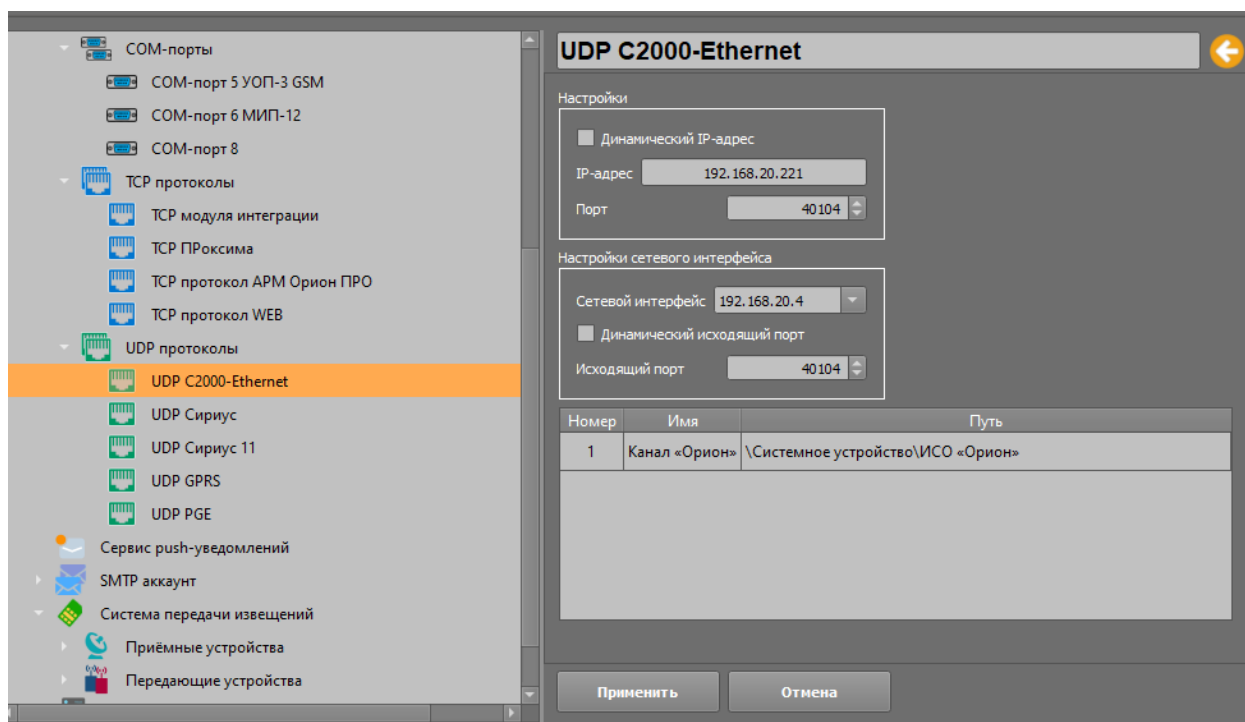 COM-порты
COM-порт 5 УОП-3 GSM
COM-порт 6 МИП-12
COM-порт 8
TCP протоколы
TCP модуля интеграции
TCP ПРоксима
TCP протокол АРМ Орион ПРО
TCP протокол WEB
UDP протоколы
UDP C2000-Ethernet
UDP Сириус
UDP Сириус 11
UDP GPRS
UDP PGE
Сервис push-уведомлений
SMTP аккаунт
Система передачи извещений
Приёмные устройства
Передающие устройства
UDP C2000-Ethernet
Настройки
Динамический IP-адрес
IP-адрес 192.168.20.221
Порт 40104
Настройки сетевого интерфейса
Сетевой интерфейс 192.168.20.4
Динамический исходящий порт
Исходящий порт 40104
Номер Имя Путь
1 Канал «Орион» \Системное устройство\ИСО «Орион»
Применить Отмена